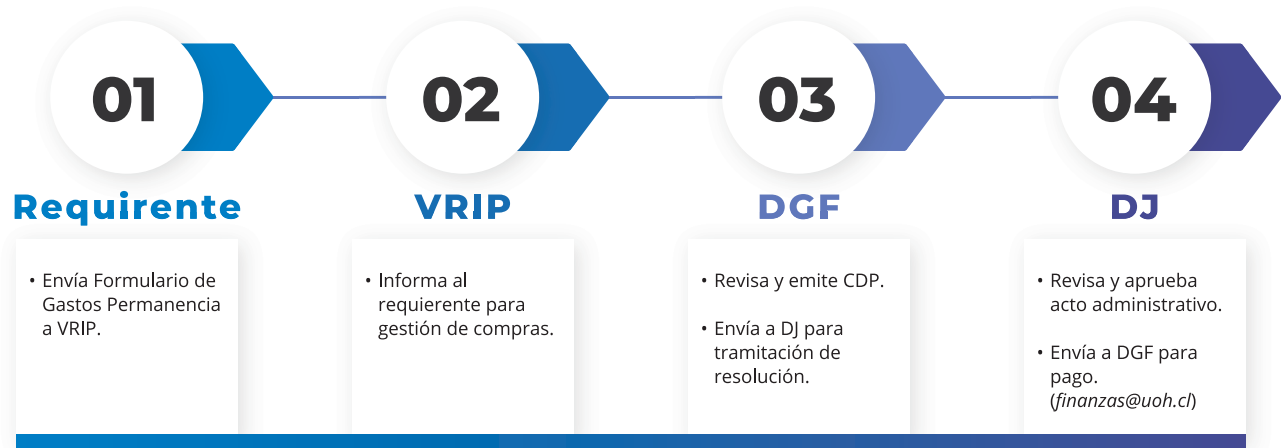 01
Requirente
• Envía Formulario de
Gastos Permanencia
a VRIP.
02
VRIP
• Informa al
requierente para
gestión de compras.
03
DGF
• Revisa y emite CDP.
• Envía a DJ para
tramitación de
resolución.
04
DJ
• Revisa y aprueba
acto administrativo.
• Envía a DGF para
pago.
(finanzas@uoh.cl)